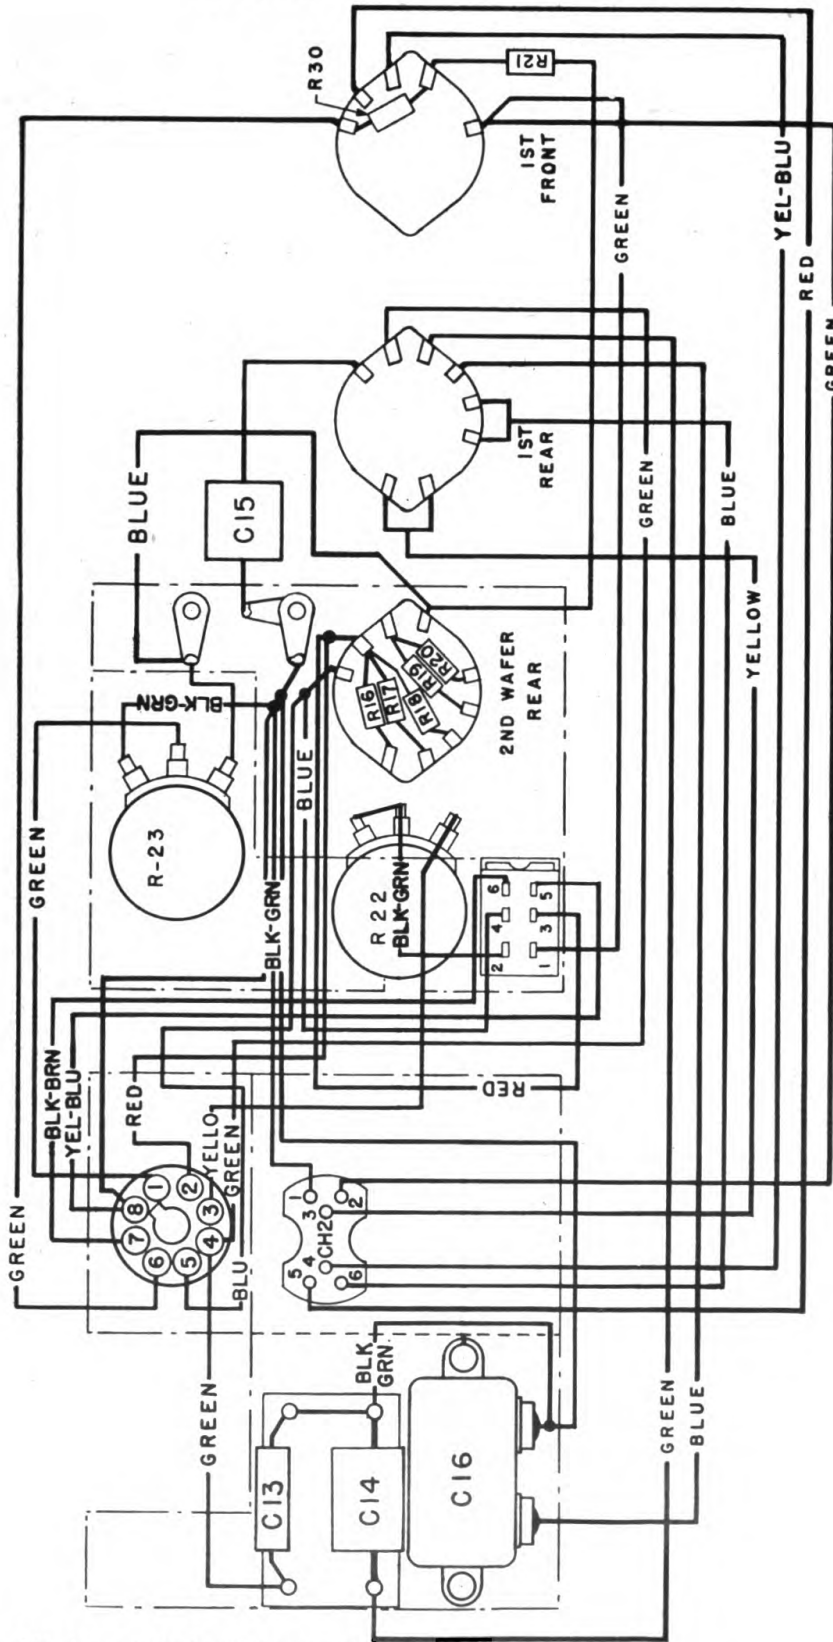 R30
R21
1ST
FRONT
YEL-BLU
RED
GREEN
GREEN
BLUE
C15
1ST
REAR
GREEN
BLUE
YELLOW
BLK-GRN
R16
R17
R18
R19
R20
2ND WAFER
REAR
BLUE
GREEN
R-23
R22
BLK-GRN
BLK-GRN
6
5
4
3
2
1
BLK-BRN
YEL-BLU
RED
YELLO
GREEN
RED
GREEN
8
1
2
7
3
6
5
4
BLU
1
2
3
CH2
4
5
6
GREEN
BLK
GRN
C13
C14
C16
GREEN
BLUE